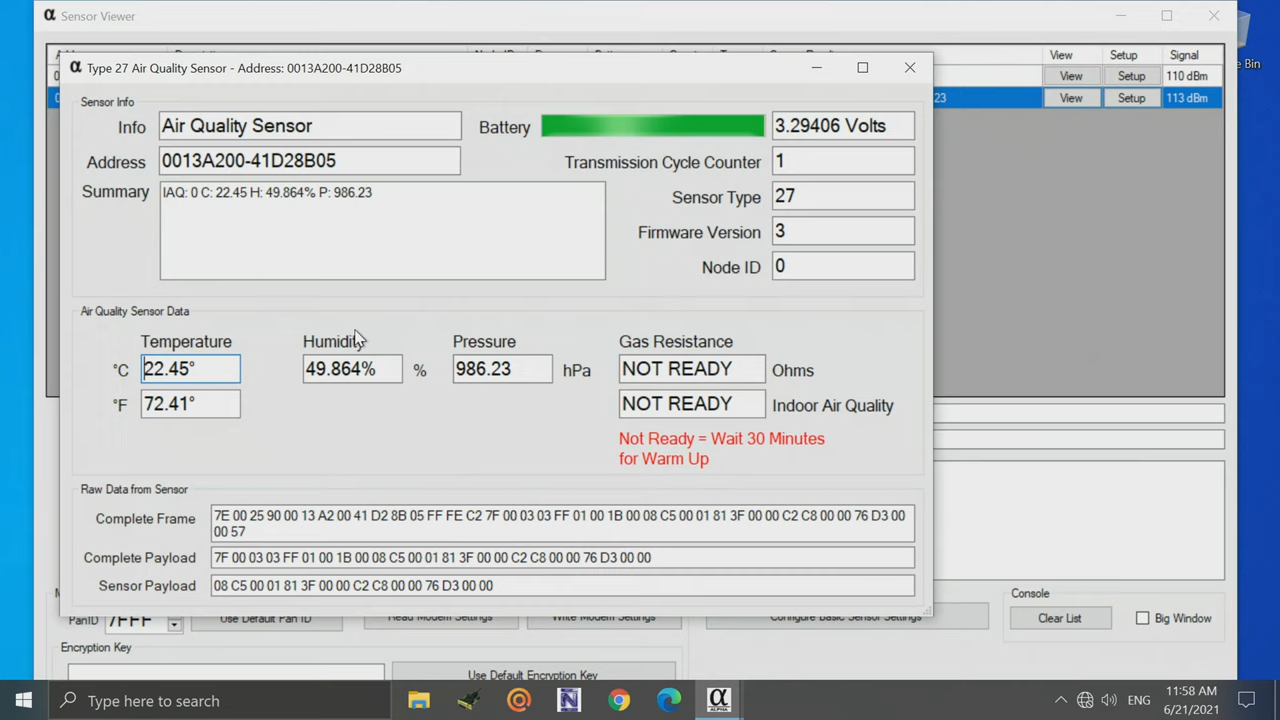 α Sensor Viewer
e Bin
View Setup Signal
View Setup 110 dBm
23 View Setup 113 dBm
α Type 27 Air Quality Sensor - Address: 0013A200-41D28B05
Sensor Info
Info Air Quality Sensor
Battery 3.29406 Volts
Address 0013A200-41D28B05
Transmission Cycle Counter 1
Summary IAQ: 0 C: 22.45 H: 49.864% P: 986.23
Sensor Type 27
Firmware Version 3
Node ID 0
Air Quality Sensor Data
Temperature Humidity Pressure Gas Resistance
°C 22.45° 49.864% % 986.23 hPa NOT READY Ohms
°F 72.41° NOT READY Indoor Air Quality
Not Ready = Wait 30 Minutes
for Warm Up
Raw Data from Sensor
Complete Frame 7E 00 25 90 00 13 A2 00 41 D2 8B 05 FF FE C2 7F 00 03 03 FF 01 00 1B 00 08 C5 00 01 81 3F 00 00 C2 C8 00 00 76 D3 00
00 57
Complete Payload 7F 00 03 03 FF 01 00 1B 00 08 C5 00 01 81 3F 00 00 C2 C8 00 00 76 D3 00 00
Sensor Payload 08 C5 00 01 81 3F 00 00 C2 C8 00 00 76 D3 00 00
Console
PanID 7FFF Use Default Pan ID Read Modem Settings Write Modem Settings Configure Basic Sensor Settings Clear List Big Window
Encryption Key
Use Default Encryption Key
Type here to search
α
ALPHA
ENG
11:58 AM
6/21/2021